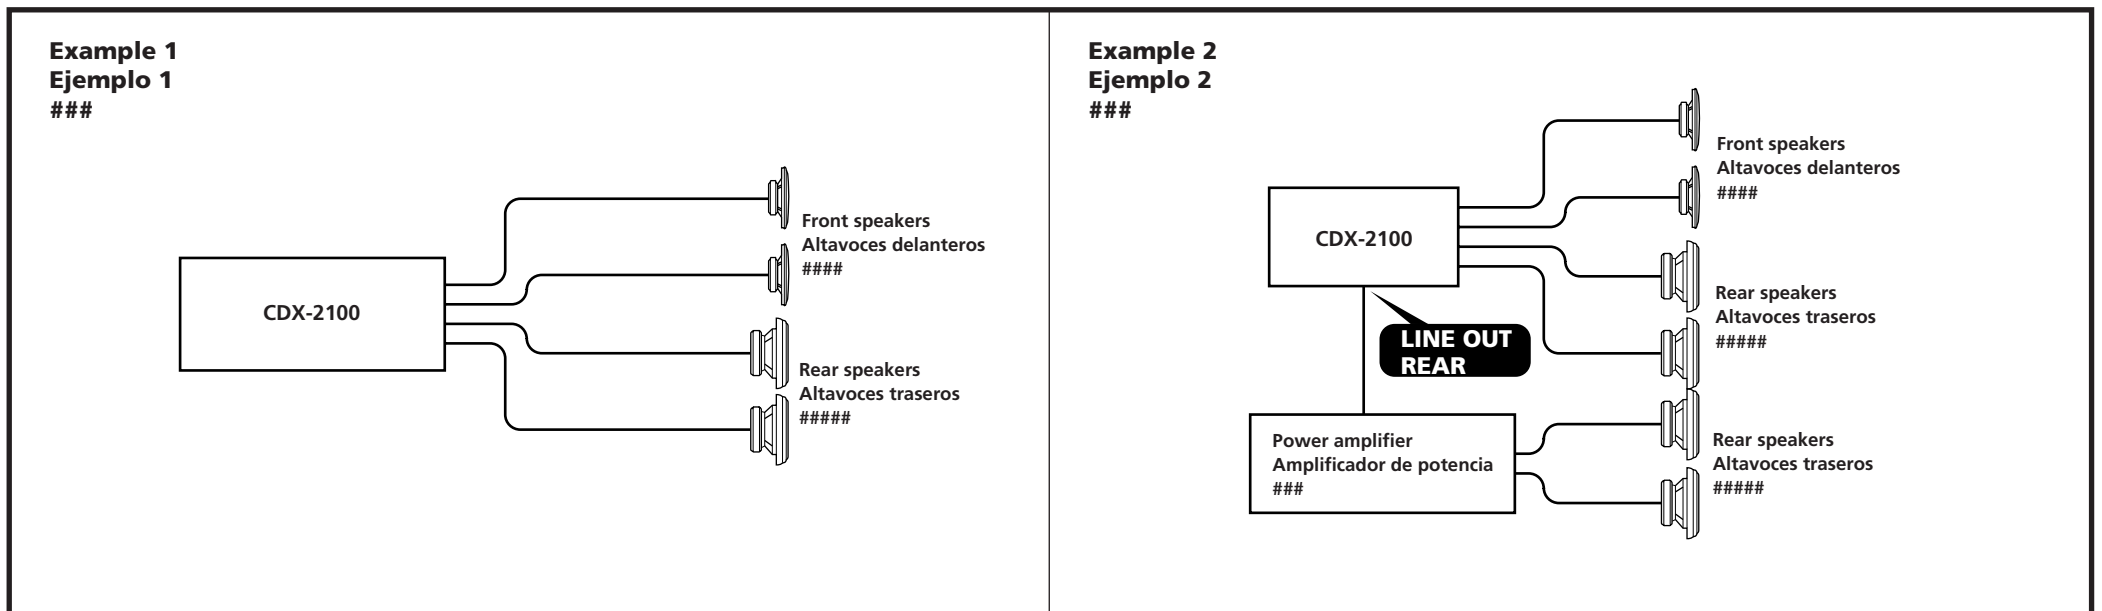 Example 1
Ejemplo 1
###
CDX-2100
Front speakers
Altavoces delanteros
####
Rear speakers
Altavoces traseros
#####
Example 2
Ejemplo 2
###
CDX-2100
LINE OUT
REAR
Front speakers
Altavoces delanteros
####
Rear speakers
Altavoces traseros
#####
Power amplifier
Amplificador de potencia
###
Rear speakers
Altavoces traseros
#####